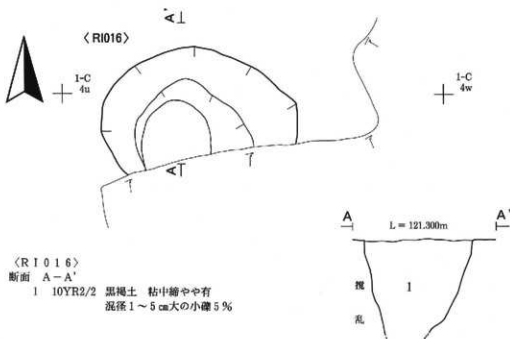 A'
〈RI016〉
1-C
4u
1-C
4w
A
A
L = 121.300m
A'
攪
乱
1
〈RI016〉
断面 A－A'
1 10YR2/2 黒褐土 粘中締やや有
混径1～5㎝大の小礫5％